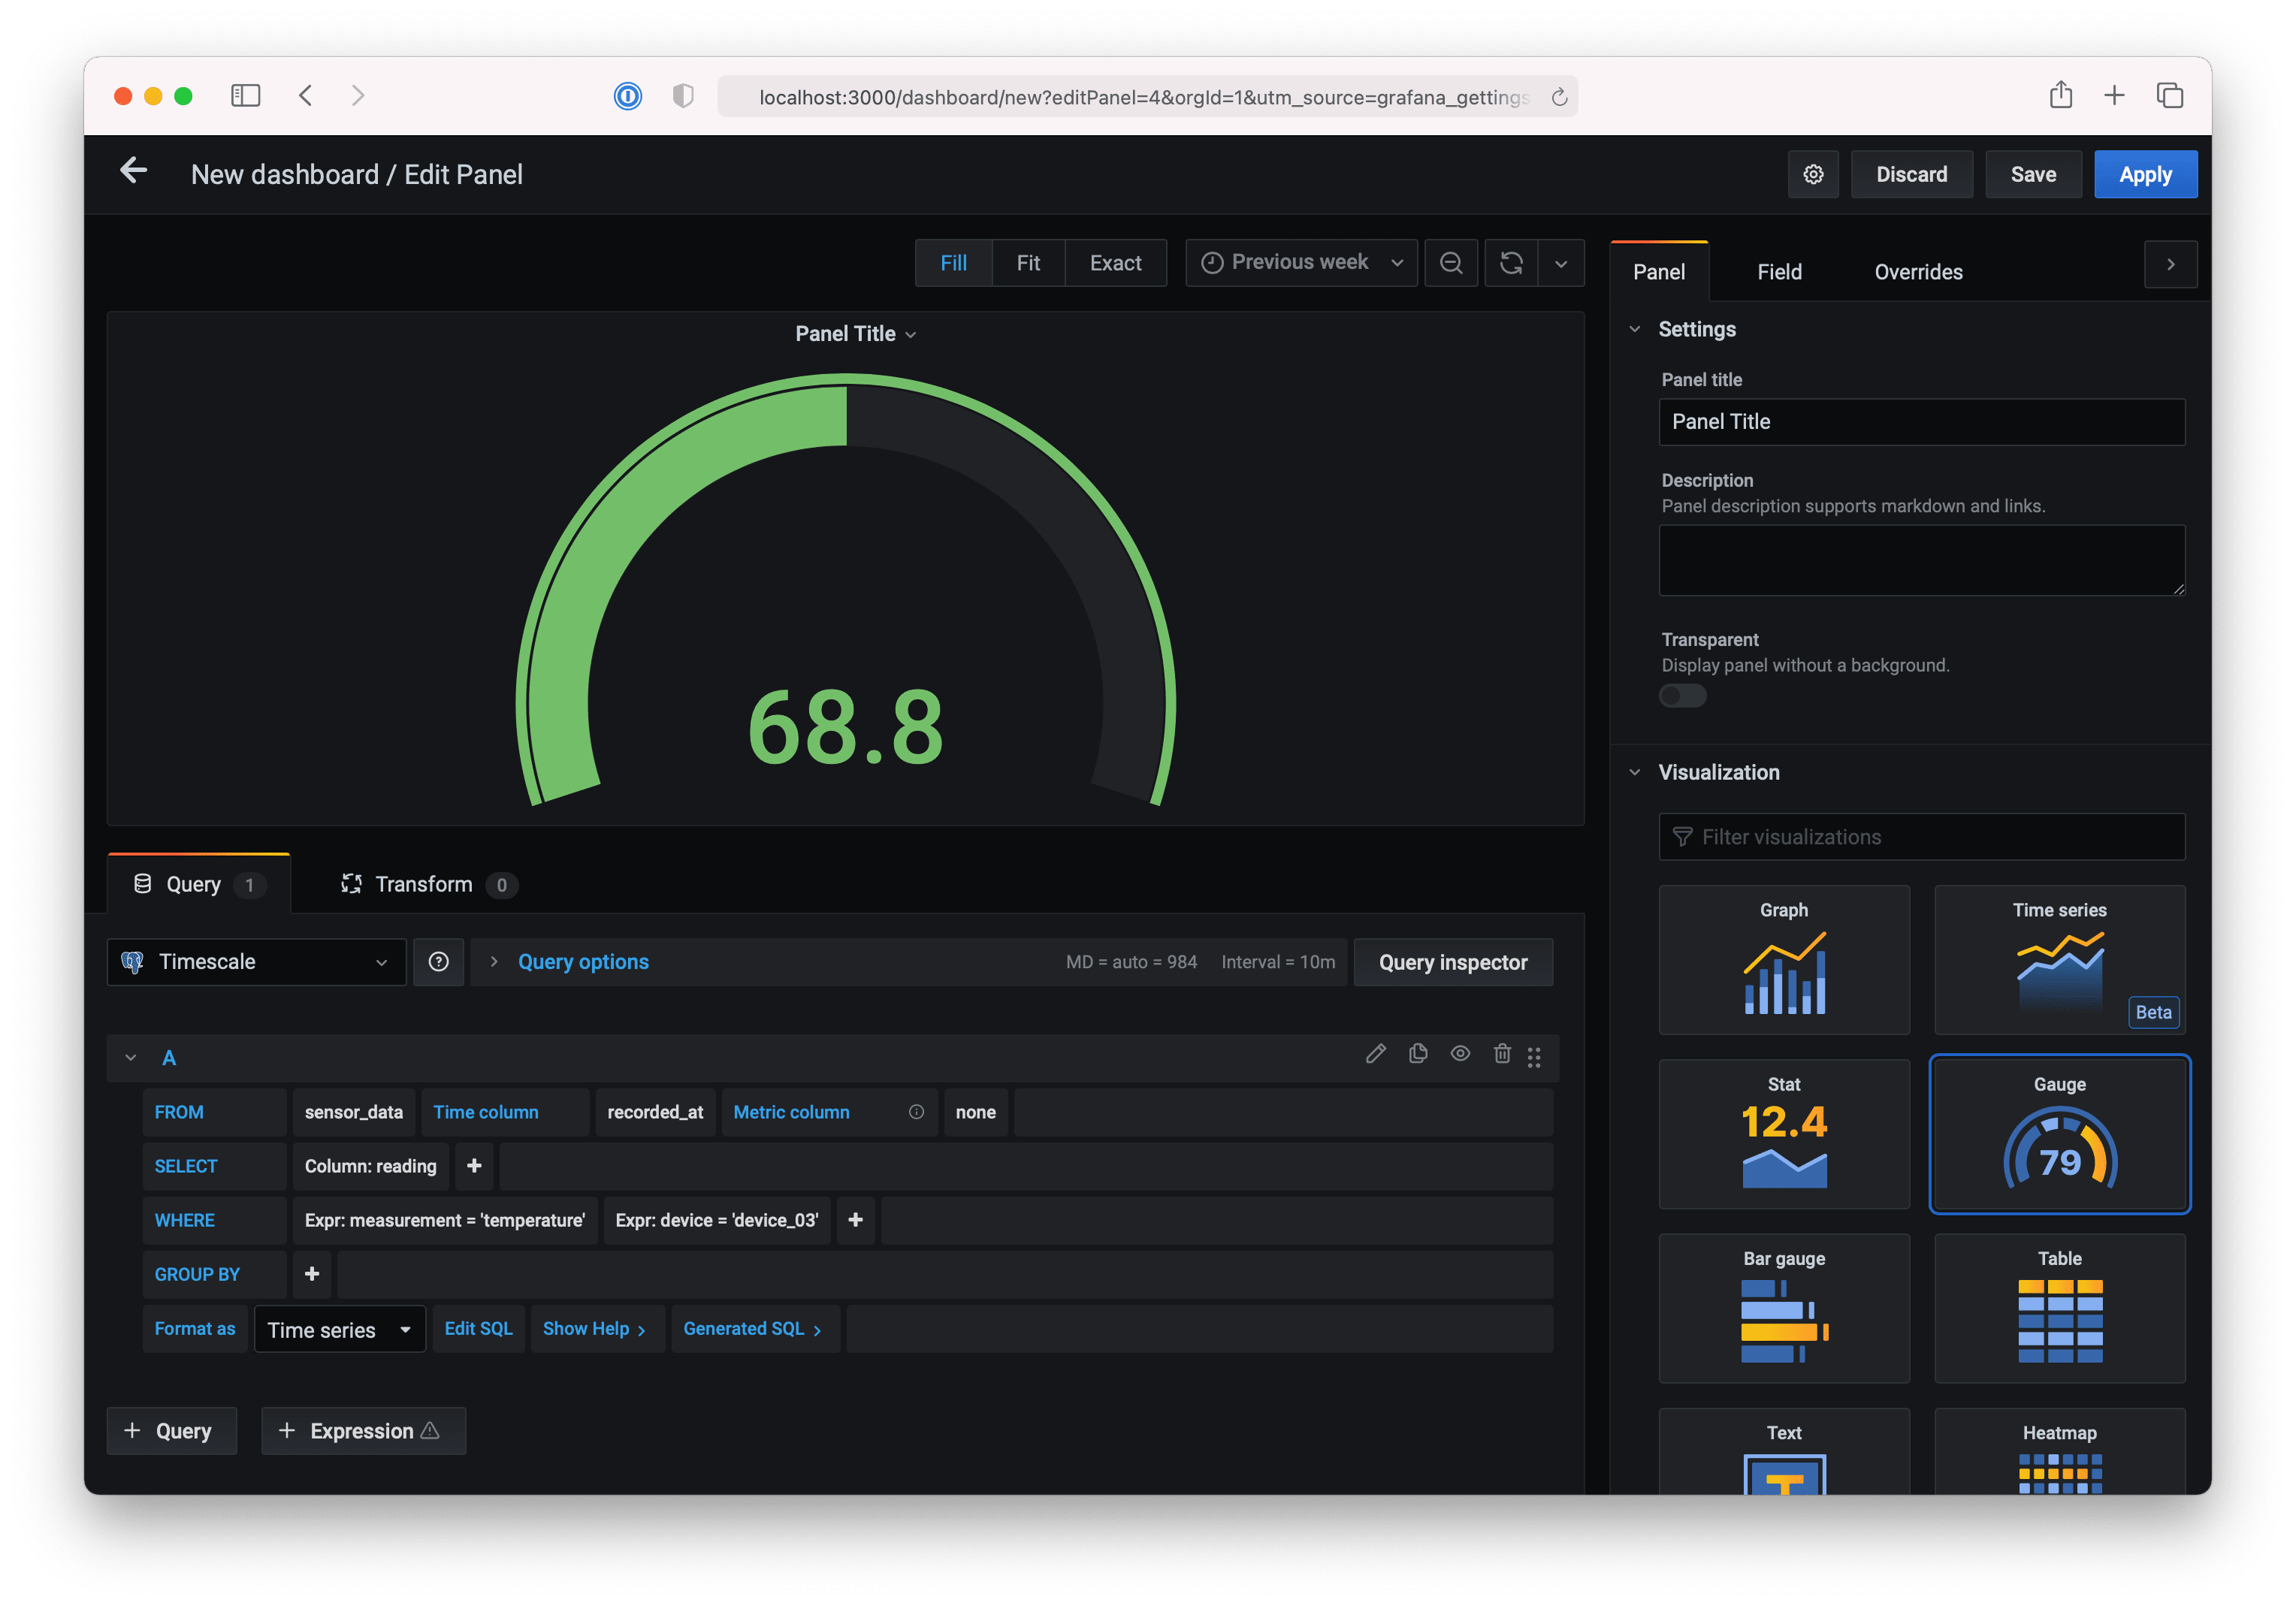 localhost:3000/dashboard/new?editPanel=4&orgId=1&utm_source=grafana_gettings
New dashboard / Edit Panel
Discard
Save
Apply
Fill
Fit
Exact
Previous week
Panel Title
68.8
Query 1
Transform 0
Timescale
Query options
MD = auto = 984
Interval = 10m
Query inspector
A
FROM sensor_data Time column recorded_at Metric column none
SELECT Column: reading +
WHERE Expr: measurement = 'temperature' Expr: device = 'device_03' +
GROUP BY +
Format as Time series Edit SQL Show Help > Generated SQL >
+ Query
+ Expression
Panel
Field
Overrides
Settings
Panel title
Panel Title
Description
Panel description supports markdown and links.
Transparent
Display panel without a background.
Visualization
Filter visualizations
Graph
Time series
Beta
Stat
12.4
Gauge
79
Bar gauge
Table
Text
T
Heatmap